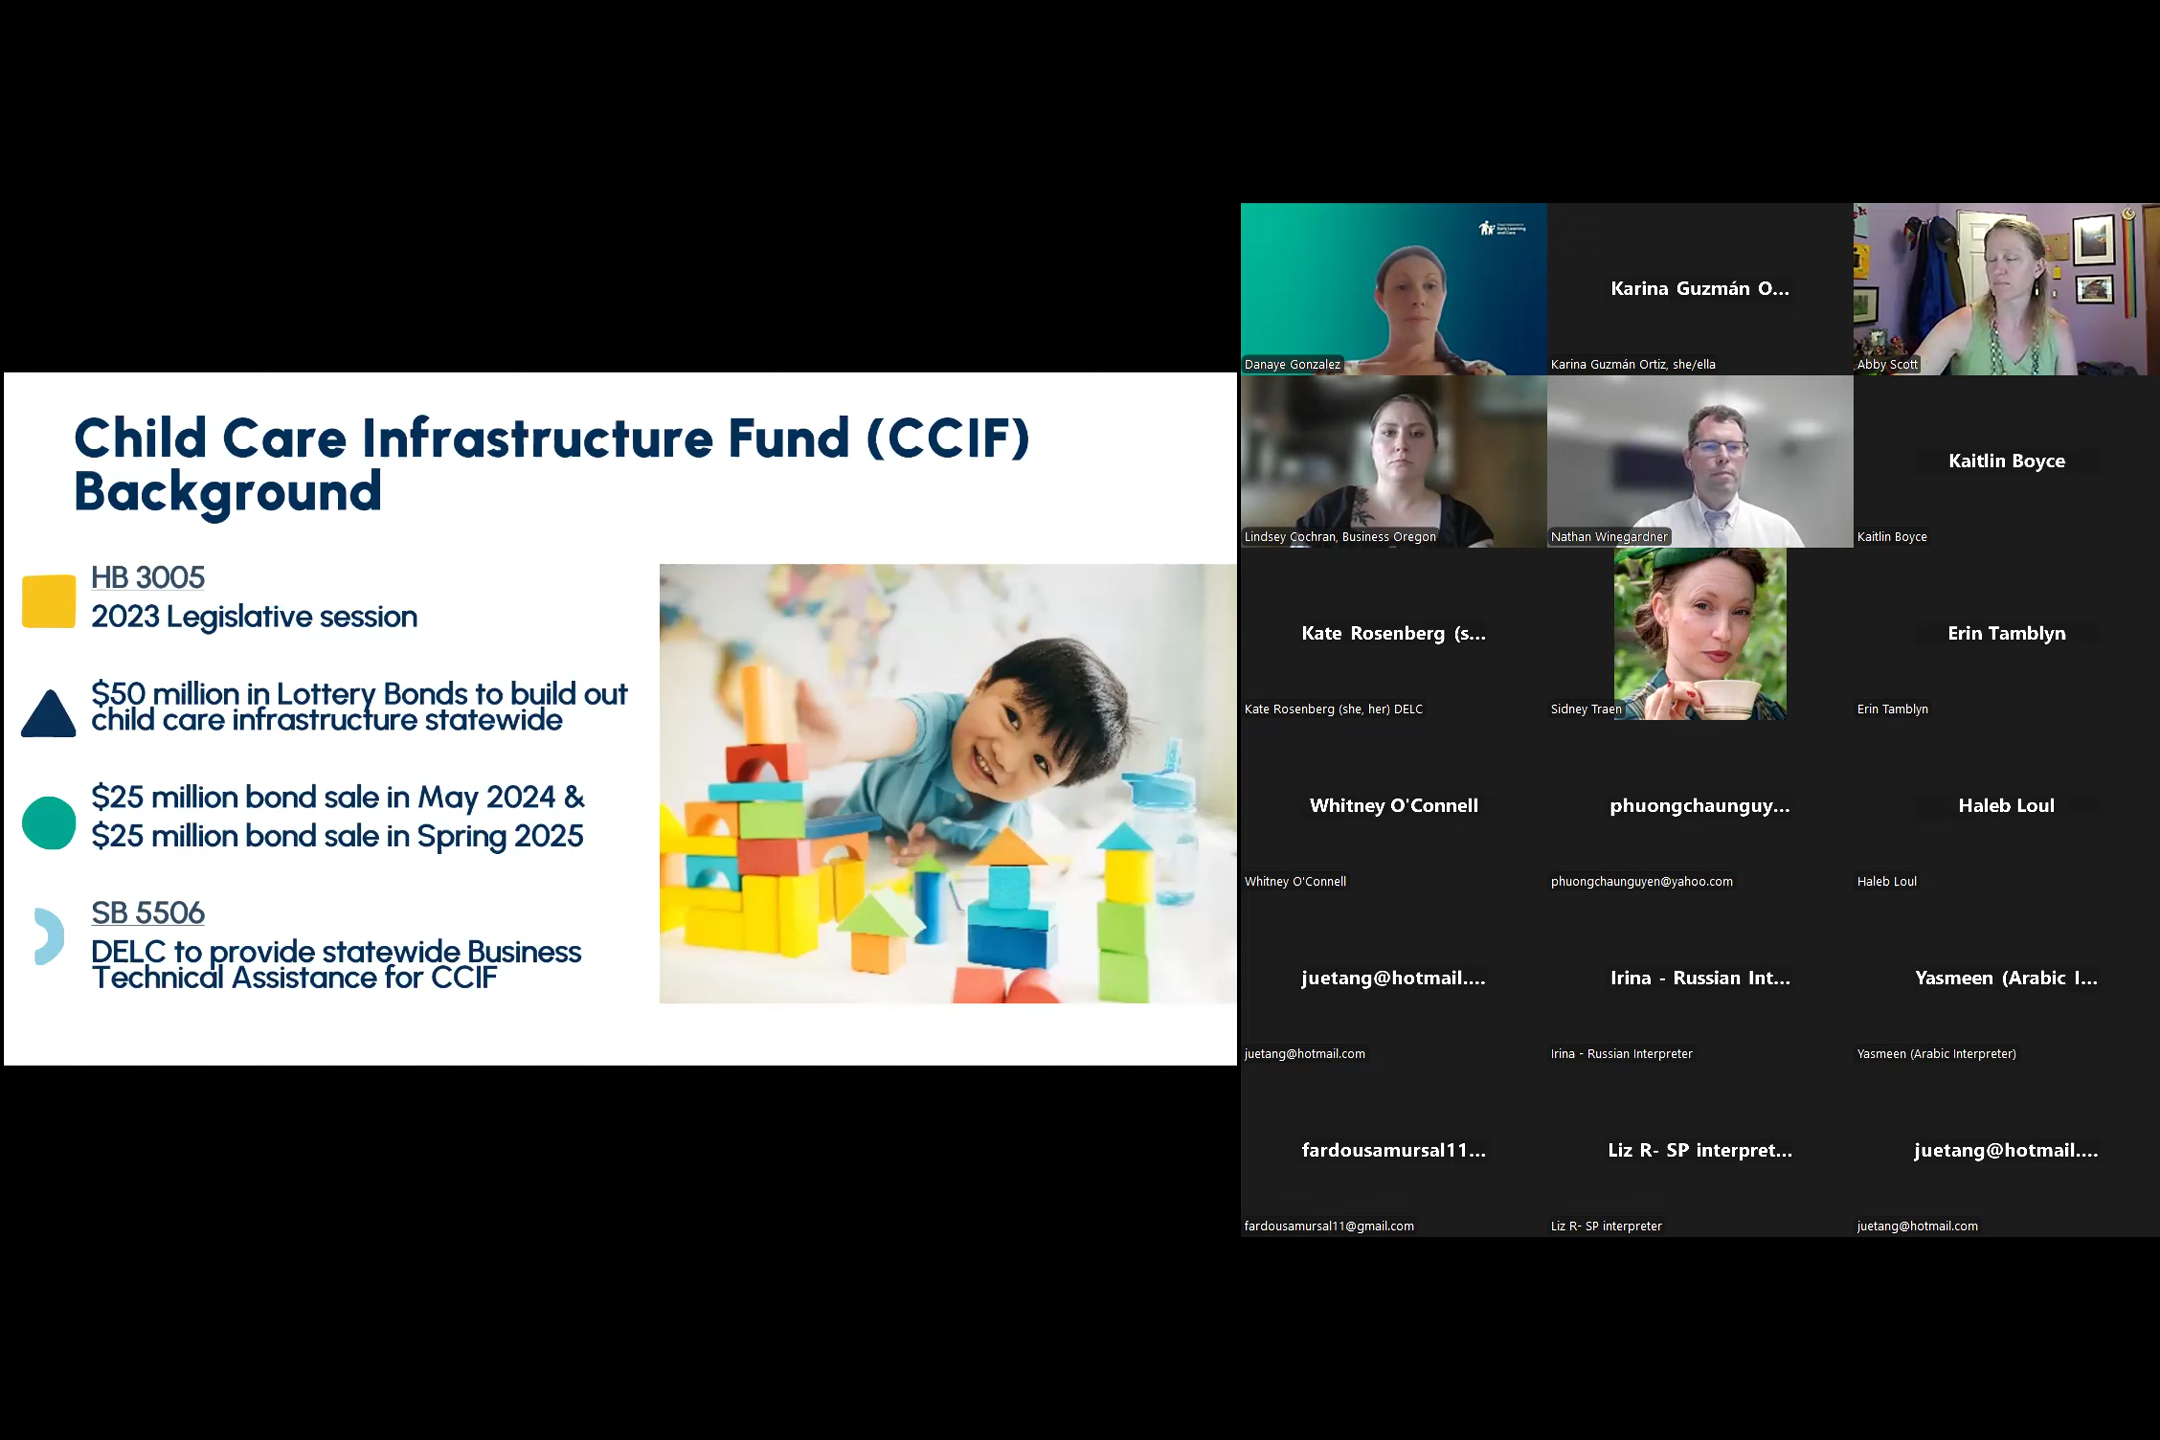 Child Care Infrastructure Fund (CCIF)
Background
HB 3005
2023 Legislative session
$50 million in Lottery Bonds to build out
child care infrastructure statewide
$25 million bond sale in May 2024 &
$25 million bond sale in Spring 2025
SB 5506
DELC to provide statewide Business
Technical Assistance for CCIF
Early Learning
and Care
Danaye Gonzalez
Karina Guzmán O...
Karina Guzmán Ortiz, she/ella
Abby Scott
Lindsey Cochran, Business Oregon
Nathan Winegardner
Kaitlin Boyce
Kaitlin Boyce
Kate Rosenberg (s...
Kate Rosenberg (she, her) DELC
Sidney Traen
Erin Tamblyn
Erin Tamblyn
Whitney O'Connell
Whitney O'Connell
phuongchaunguy...
phuongchaunguyen@yahoo.com
Haleb Loul
Haleb Loul
juetang@hotmail....
juetang@hotmail.com
Irina - Russian Int...
Irina - Russian Interpreter
Yasmeen (Arabic I...
Yasmeen (Arabic Interpreter)
fardousamursal11...
fardousamursal11@gmail.com
Liz R- SP interpret...
Liz R- SP interpreter
juetang@hotmail....
juetang@hotmail.com